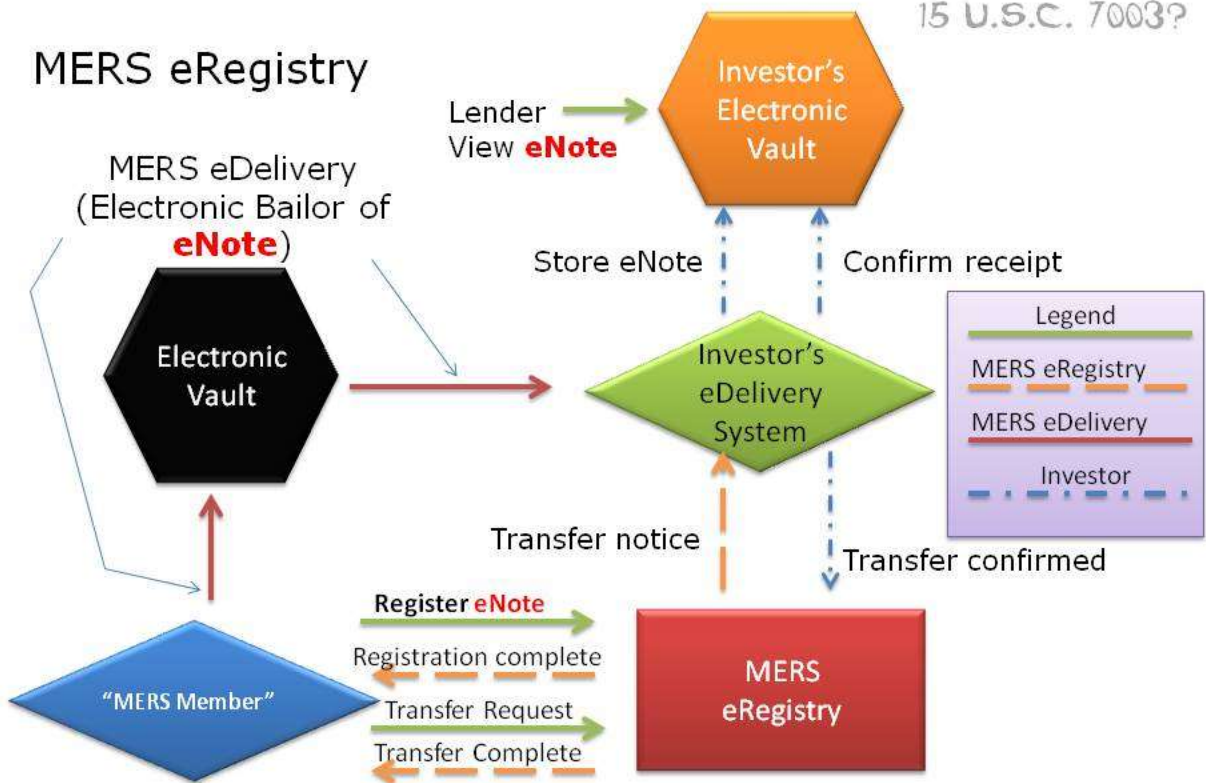 15 U.S.C. 7003?
MERS eRegistry
Investor's
Electronic
Vault
Lender
View eNote
MERS eDelivery
(Electronic Bailor of
eNote)
Store eNote
Confirm receipt
Electronic
Vault
Investor's
eDelivery
System
Legend
MERS eRegistry
MERS eDelivery
Investor
Transfer notice
Transfer confirmed
Register eNote
Registration complete
Transfer Request
Transfer Complete
"MERS Member"
MERS
eRegistry